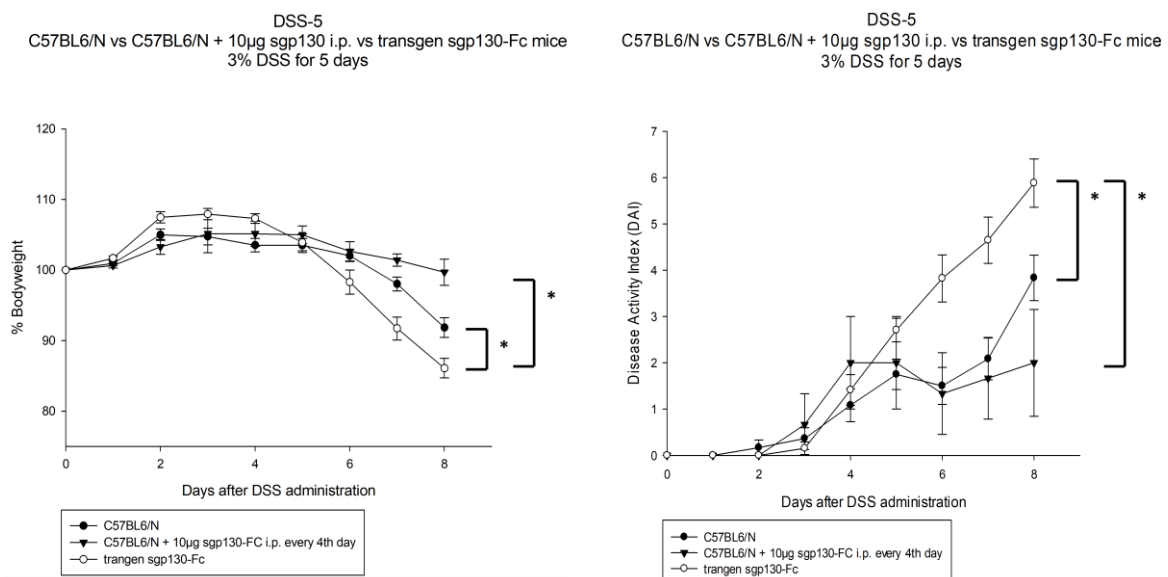 DSS-5
C57BL6/N vs C57BL6/N + 10µg sgp130 i.p. vs transgen sgp130-Fc mice
3% DSS for 5 days
120
110
100
90
80
% Bodyweight
*
*
0
2
4
6
8
Days after DSS administration
C57BL6/N
C57BL6/N + 10µg sgp130-FC i.p. every 4th day
trangen sgp130-Fc
DSS-5
C57BL6/N vs C57BL6/N + 10µg sgp130 i.p. vs transgen sgp130-Fc mice
3% DSS for 5 days
7
6
5
4
3
2
1
0
Disease Activity Index (DAI)
*
*
0
2
4
6
8
Days after DSS administration
C57BL6/N
C57BL6/N + 10µg sgp130-FC i.p. every 4th day
trangen sgp130-Fc